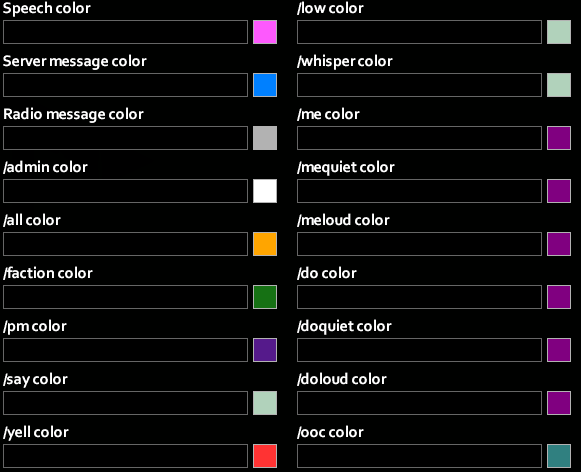 Speech color
Server message color
Radio message color
/admin color
/all color
/faction color
/pm color
/say color
/yell color
/low color
/whisper color
/me color
/mequiet color
/meloud color
/do color
/doquiet color
/doloud color
/ooc color